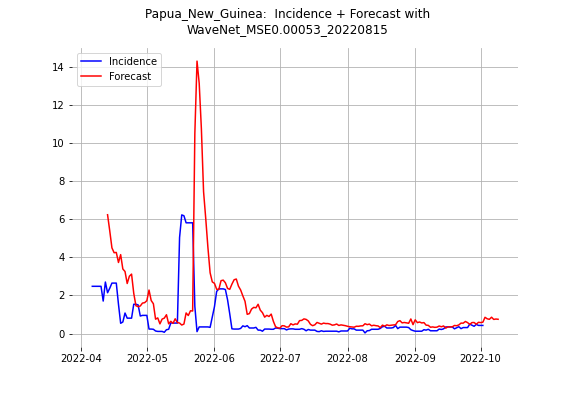 Papua_New_Guinea:  Incidence + Forecast with
WaveNet_MSE0.00053_20220815
Incidence
Forecast
14
12
10
8
6
4
2
0
2022-04 2022-05 2022-06 2022-07 2022-08 2022-09 2022-10